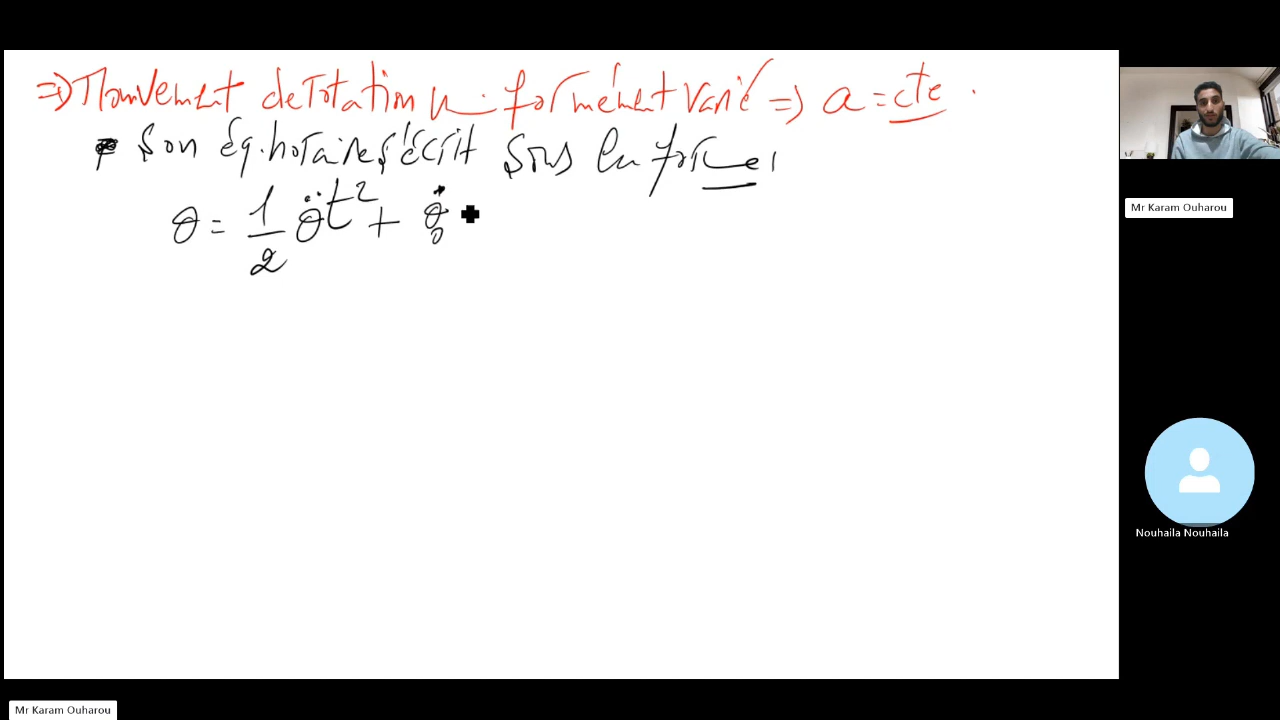 ⇒ Mouvement de rotation uniformément varié ⇒ a = cte.
Son éq. horaire s'écrit sous la forme:
θ = 1/2 θ̈ t² + θ̇₀
Mr Karam Ouharou
Nouhaila Nouhaila
Mr Karam Ouharou